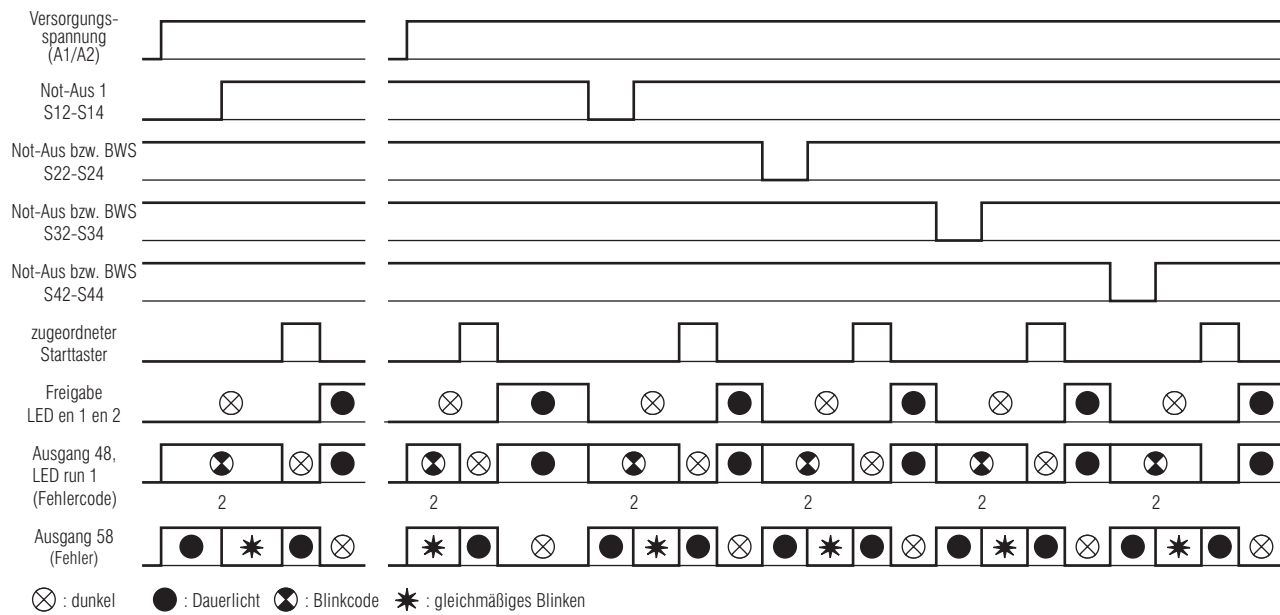 Versorgungs-
spannung
(A1/A2)
Not-Aus 1
S12-S14
Not-Aus bzw. BWS
S22-S24
Not-Aus bzw. BWS
S32-S34
Not-Aus bzw. BWS
S42-S44
zugeordneter
Starttaster
Freigabe
LED en 1 en 2
Ausgang 48,
LED run 1
(Fehlercode)
2 2 2 2 2 2
Ausgang 58
(Fehler)
: dunkel : Dauerlicht : Blinkcode : gleichmäßiges Blinken